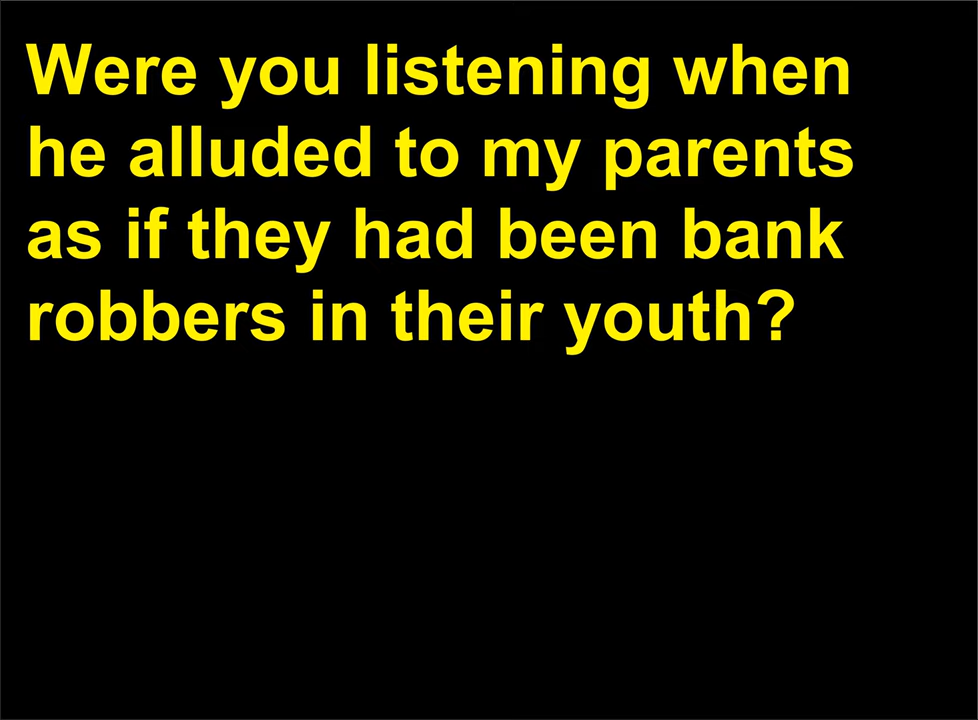 Were you listening when
he alluded to my parents
as if they had been bank
robbers in their youth?